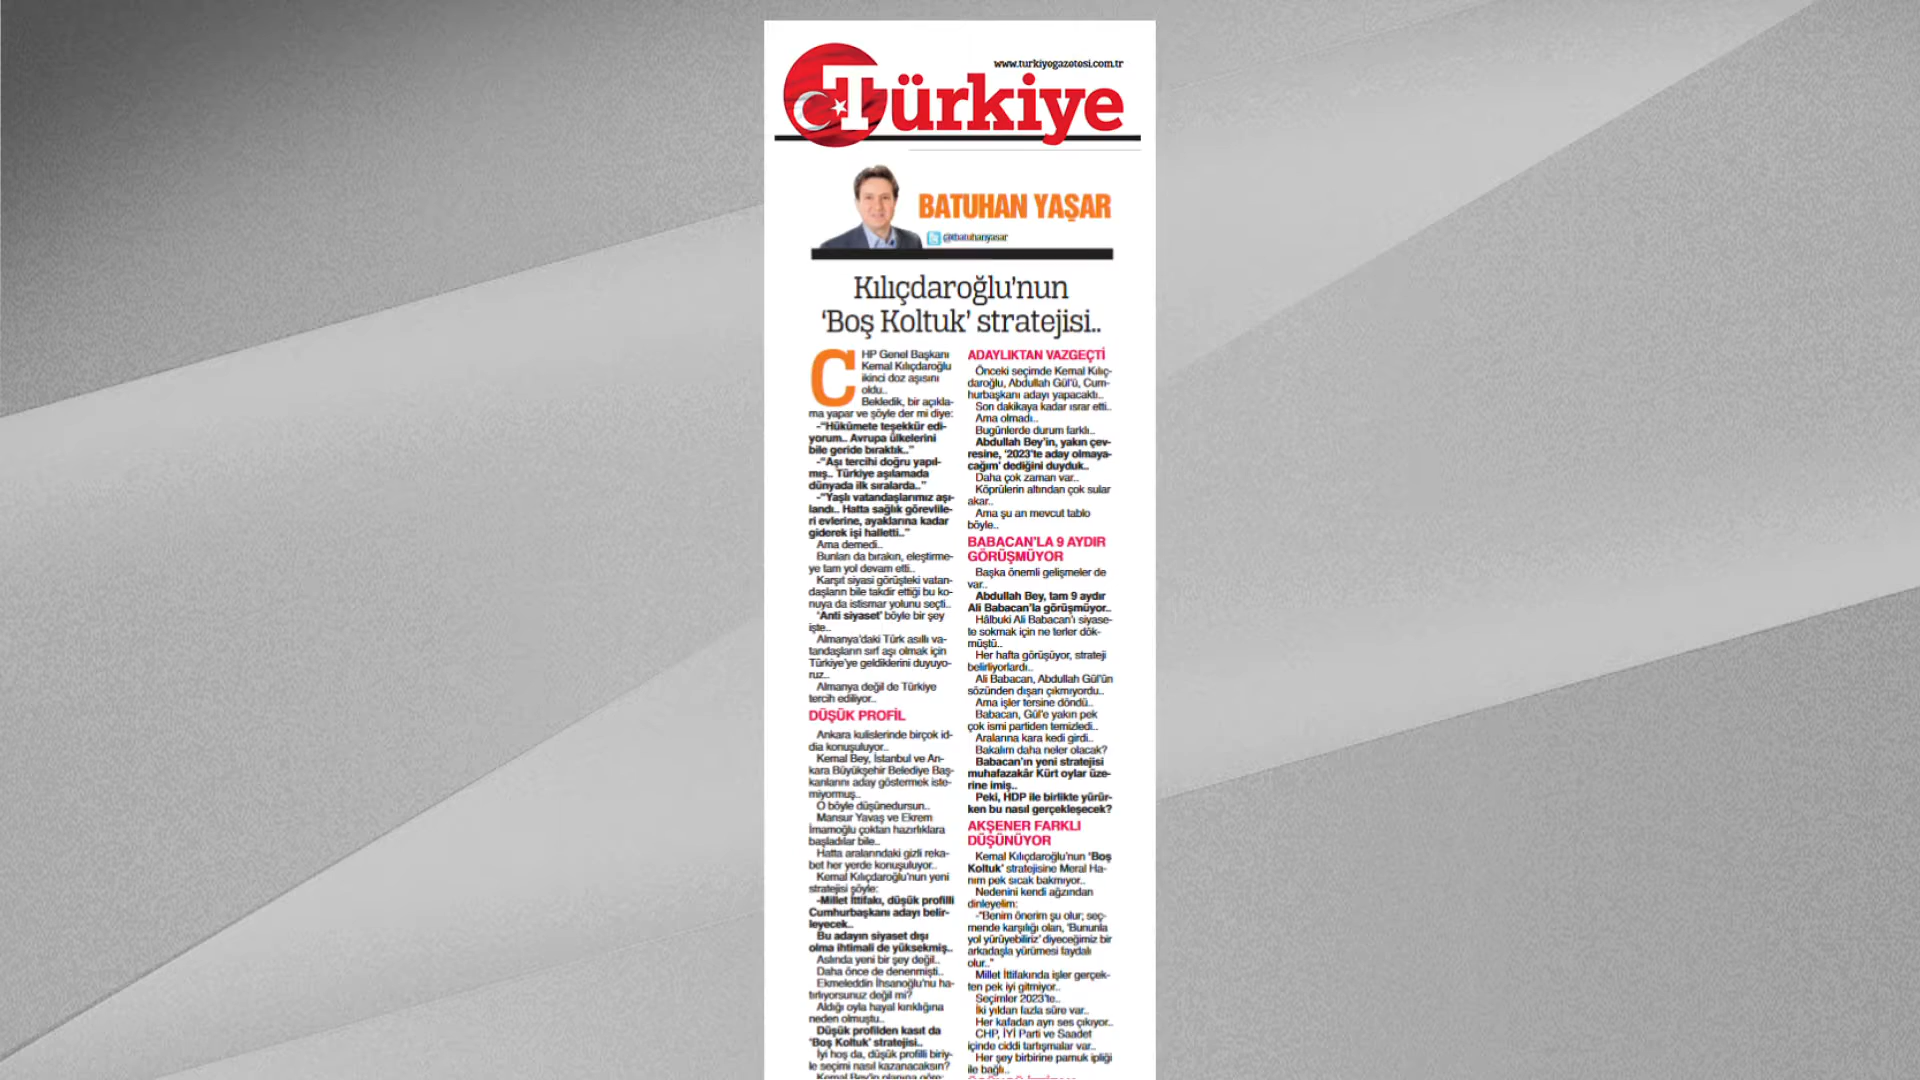 www.turkiyegazetesi.com.tr
Türkiye
BATUHAN YAŞAR
@tbatuhanyasar
Kılıçdaroğlu'nun
'Boş Koltuk' stratejisi..
CHP Genel Başkanı
Kemal Kılıçdaroğlu
ikinci doz aşısını
oldu..
Bekledik, bir açıkla-
ma yapar ve şöyle der mi diye:
-"Hükümete teşekkür edi-
yorum.. Avrupa ülkelerini
bile geride bıraktık.."
-"Aşı tercihi doğru yapıl-
mış.. Türkiye aşılamada
dünyada ilk sıralarda.."
-"Yaşlı vatandaşlarımız aşı-
landı.. Hatta sağlık görevlile-
ri evlerine, ayaklarına kadar
giderek işi halletti.."
Ama demedi..
Bunları da bırakın, eleştirme-
ye tam yol devam etti..
Karşıt siyasi görüşteki vatan-
daşların bile takdir ettiği bu ko-
nuya da istismar yolunu seçti..
'Anti siyaset' böyle bir şey
işte..
Almanya'daki Türk asıllı va-
tandaşların sırf aşı olmak için
Türkiye'ye geldiklerini duyuyo-
ruz..
Almanya değil de Türkiye
tercih ediliyor..
DÜŞÜK PROFİL
Ankara kulislerinde birçok id-
dia konuşuluyor..
Kemal Bey, İstanbul ve An-
kara Büyükşehir Belediye Baş-
kanlarını aday göstermek iste-
miyormuş..
O böyle düşünedursun..
Mansur Yavaş ve Ekrem
İmamoğlu çoktan hazırlıklara
başladılar bile..
Hatta aralarındaki gizli reka-
bet her yerde konuşuluyor..
Kemal Kılıçdaroğlu'nun yeni
stratejisi şöyle:
-Millet İttifakı, düşük profilli
Cumhurbaşkanı adayı belir-
leyecek..
Bu adayın siyaset dışı
olma ihtimali de yüksekmiş..
Aslında yeni bir şey değil..
Daha önce de denenmişti..
Ekmeleddin İhsanoğlu'nu ha-
tırlıyorsunuz değil mi?
Aldığı oyla hayal kırıklığına
neden olmuştu..
Düşük profilden kasıt da
'Boş Koltuk' stratejisi..
İyi hoş da, düşük profilli biriy-
le seçimi nasıl kazanacaksın?
Kemal Bey'in planına göre:
ADAYLIKTAN VAZGEÇTİ
Önceki seçimde Kemal Kılıç-
daroğlu, Abdullah Gül'ü, Cum-
hurbaşkanı adayı yapacaktı..
Son dakikaya kadar ısrar etti..
Ama olmadı..
Bugünlerde durum farklı..
Abdullah Bey'in, yakın çev-
resine, '2023'te aday olmaya-
cağım' dediğini duyduk..
Daha çok zaman var..
Köprülerin altından çok sular
akar..
Ama şu an mevcut tablo
böyle..
BABACAN'LA 9 AYDIR
GÖRÜŞMÜYOR
Başka önemli gelişmeler de
var..
Abdullah Bey, tam 9 aydır
Ali Babacan'la görüşmüyor..
Hâlbuki Ali Babacan'ı siyase-
te sokmak için ne terler dök-
müştü..
Her hafta görüşüyor, strateji
belirliyorlardı..
Ali Babacan, Abdullah Gül'ün
sözünden dışarı çıkmıyordu..
Ama işler tersine döndü..
Babacan, Gül'e yakın pek
çok ismi partiden temizledi..
Aralarına kara kedi girdi..
Bakalım daha neler olacak?
Babacan'ın yeni stratejisi
muhafazakâr Kürt oylar üze-
rine imiş..
Peki, HDP ile birlikte yürür-
ken bu nasıl gerçekleşecek?
AKŞENER FARKLI
DÜŞÜNÜYOR
Kemal Kılıçdaroğlu'nun 'Boş
Koltuk' stratejisine Meral Ha-
nım pek sıcak bakmıyor..
Nedenini kendi ağzından
dinleyelim:
-"Benim önerim şu olur; seç-
mende karşılığı olan, 'Bununla
yol yürüyebiliriz' diyeceğimiz bir
arkadaşla yürümesi faydalı
olur.."
Millet İttifakında işler gerçek-
ten pek iyi gitmiyor..
Seçimler 2023'te..
İki yıldan fazla süre var..
Her kafadan ayrı ses çıkıyor..
CHP, İYİ Parti ve Saadet
içinde ciddi tartışmalar var..
Her şey birbirine pamuk ipliği
ile bağlı..